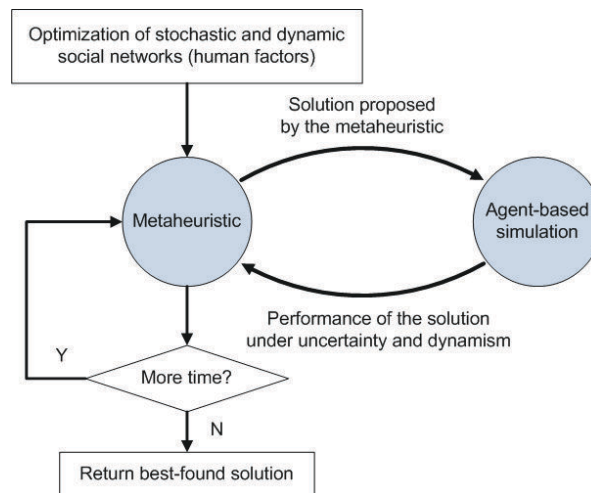 Optimization of stochastic and dynamic
social networks (human factors)
Solution proposed
by the metaheuristic
Metaheuristic
Agent-based
simulation
Performance of the solution
under uncertainty and dynamism
Y
More time?
N
Return best-found solution